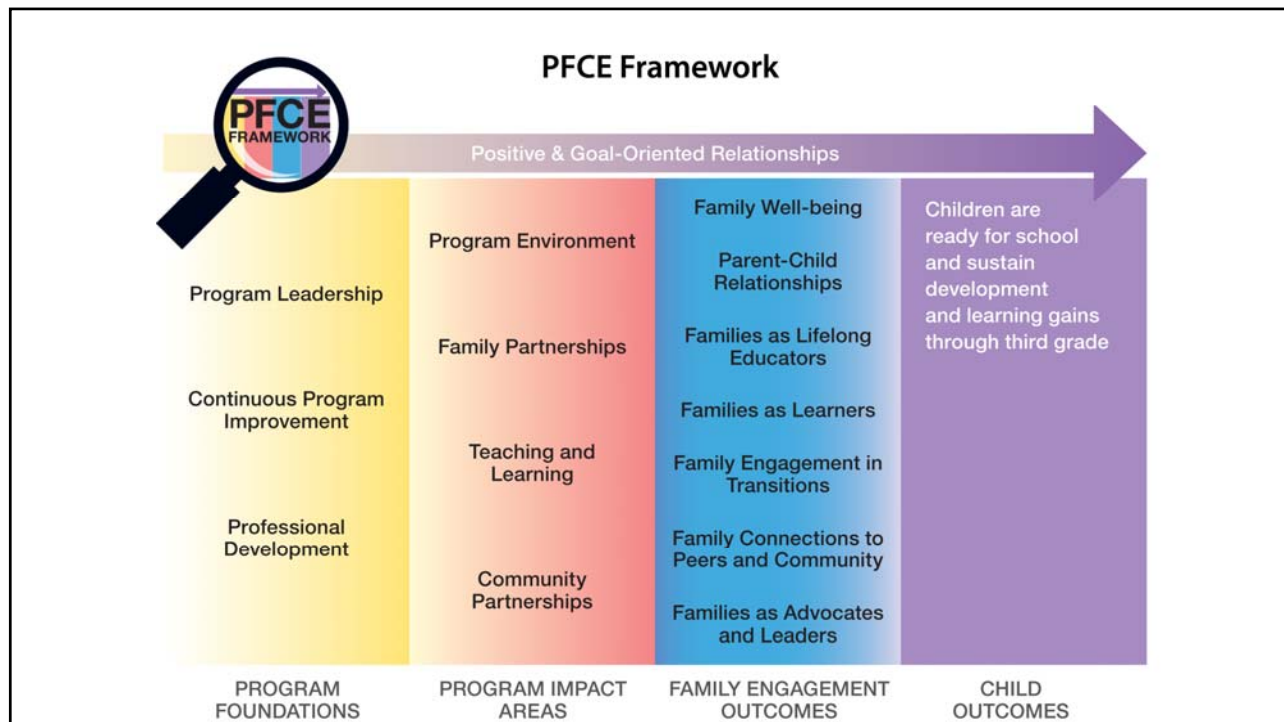 PFCE Framework
PFCE
FRAMEWORK
Positive & Goal-Oriented Relationships
Program Leadership
Continuous Program
Improvement
Professional
Development
PROGRAM
FOUNDATIONS
Program Environment
Family Partnerships
Teaching and
Learning
Community
Partnerships
PROGRAM IMPACT
AREAS
Family Well-being
Parent-Child
Relationships
Families as Lifelong
Educators
Families as Learners
Family Engagement in
Transitions
Family Connections to
Peers and Community
Families as Advocates
and Leaders
FAMILY ENGAGEMENT
OUTCOMES
Children are
ready for school
and sustain
development
and learning gains
through third grade
CHILD
OUTCOMES